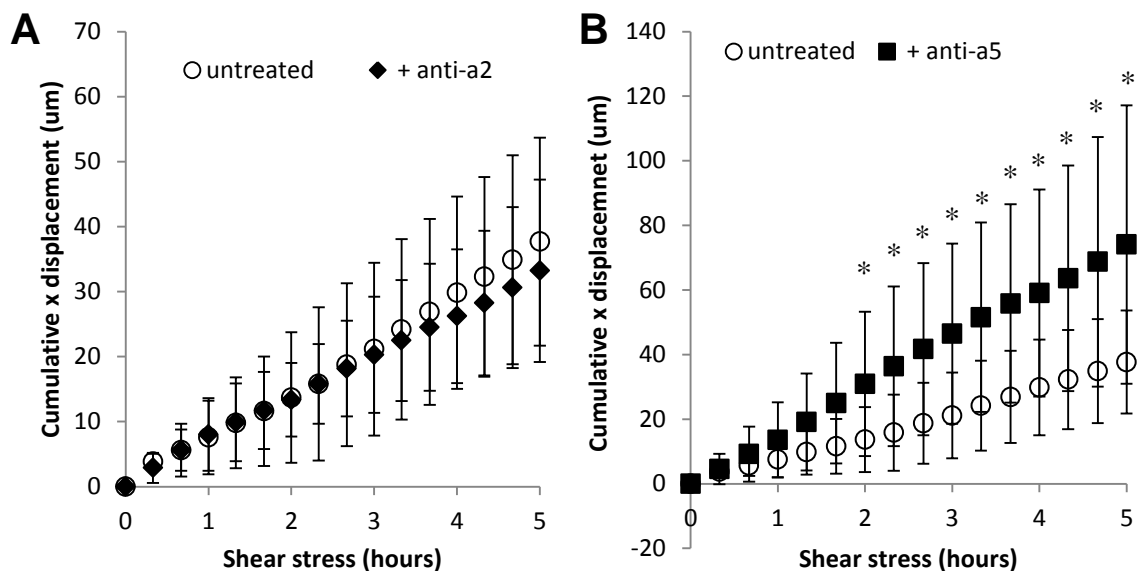 A
70
60
50
40
30
20
10
0
Cumulative x displacement (um)
untreated
+ anti-a2
0 1 2 3 4 5
Shear stress (hours)
B
140
120
100
80
60
40
20
0
-20
Cumulative x displacemnet (um)
untreated
+ anti-a5
* * * * * * * * * *
0 1 2 3 4 5
Shear stress (hours)